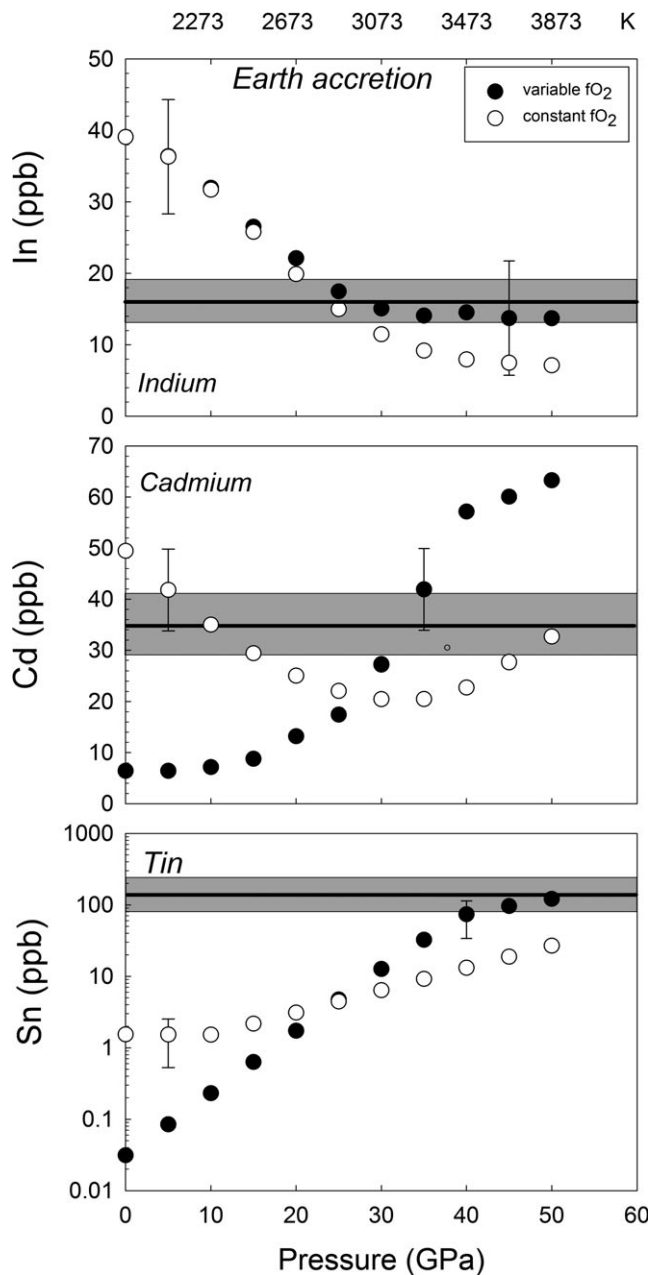 2273 2673 3073 3473 3873 K
50
Earth accretion
variable fO2
constant fO2
40
30
20
10
0
In (ppb)
Indium
70
Cadmium
60
50
40
30
20
10
0
Cd (ppb)
1000
Tin
100
10
1
0.1
0.01
Sn (ppb)
0 10 20 30 40 50 60
Pressure (GPa)